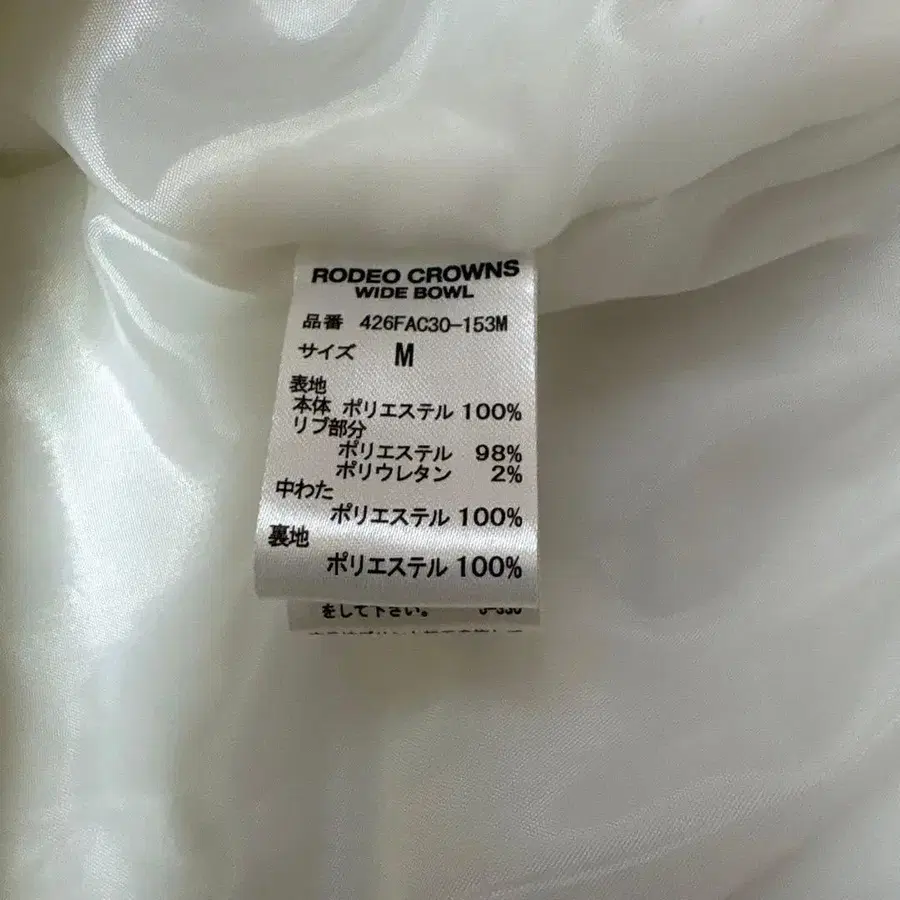 RODEO CROWNS
WIDE BOWL
品番 426FAC30-153M
サイズ M
表地
本体 ポリエステル 100%
リブ部分
ポリエステル 98%
ポリウレタン 2%
中わた
ポリエステル 100%
裏地
ポリエステル 100%
をして下さい。